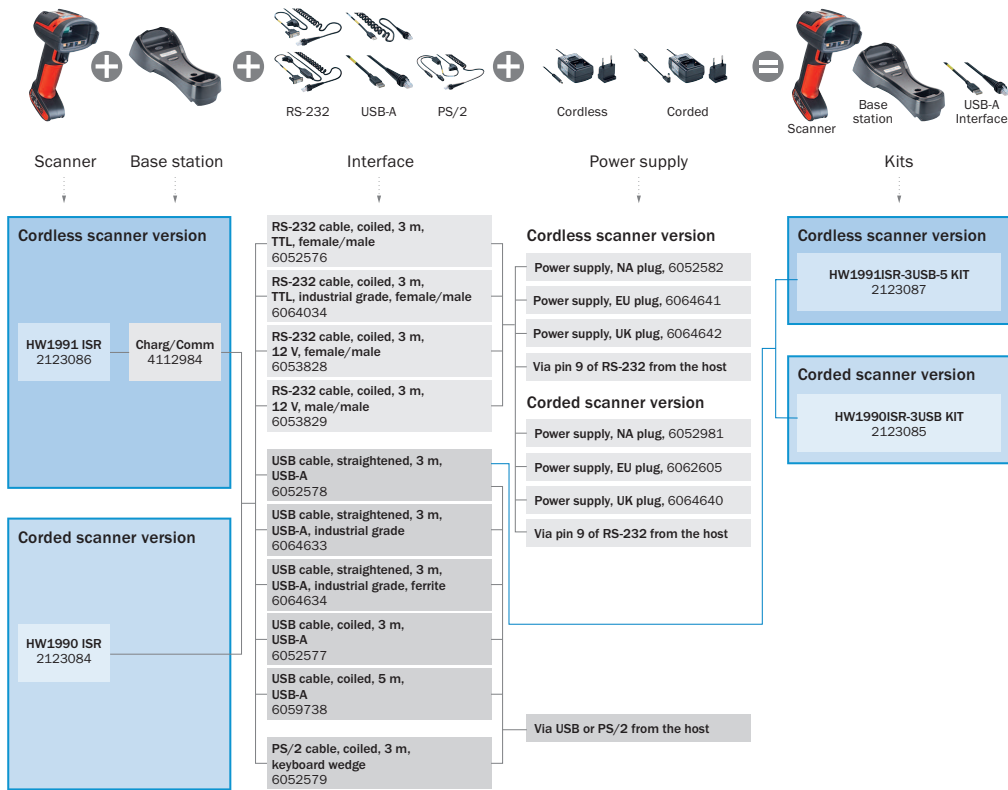 RS-232
USB-A
PS/2
Cordless
Corded
Scanner
Base
station
USB-A
Interface
Scanner
Base station
Interface
Power supply
Kits
Cordless scanner version
HW1991 ISR
2123086
Charg/Comm
4112984
Corded scanner version
HW1990 ISR
2123084
RS-232 cable, coiled, 3 m,
TTL, female/male
6052576
RS-232 cable, coiled, 3 m,
TTL, industrial grade, female/male
6064034
RS-232 cable, coiled, 3 m,
12 V, female/male
6053828
RS-232 cable, coiled, 3 m,
12 V, male/male
6053829
USB cable, straightened, 3 m,
USB-A
6052578
USB cable, straightened, 3 m,
USB-A, industrial grade
6064633
USB cable, straightened, 3 m,
USB-A, industrial grade, ferrite
6064634
USB cable, coiled, 3 m,
USB-A
6052577
USB cable, coiled, 5 m,
USB-A
6059738
PS/2 cable, coiled, 3 m,
keyboard wedge
6052579
Cordless scanner version
Power supply, NA plug, 6052582
Power supply, EU plug, 6064641
Power supply, UK plug, 6064642
Via pin 9 of RS-232 from the host
Corded scanner version
Power supply, NA plug, 6052981
Power supply, EU plug, 6062605
Power supply, UK plug, 6064640
Via pin 9 of RS-232 from the host
Via USB or PS/2 from the host
Cordless scanner version
HW1991ISR-3USB-5 KIT
2123087
Corded scanner version
HW1990ISR-3USB KIT
2123085